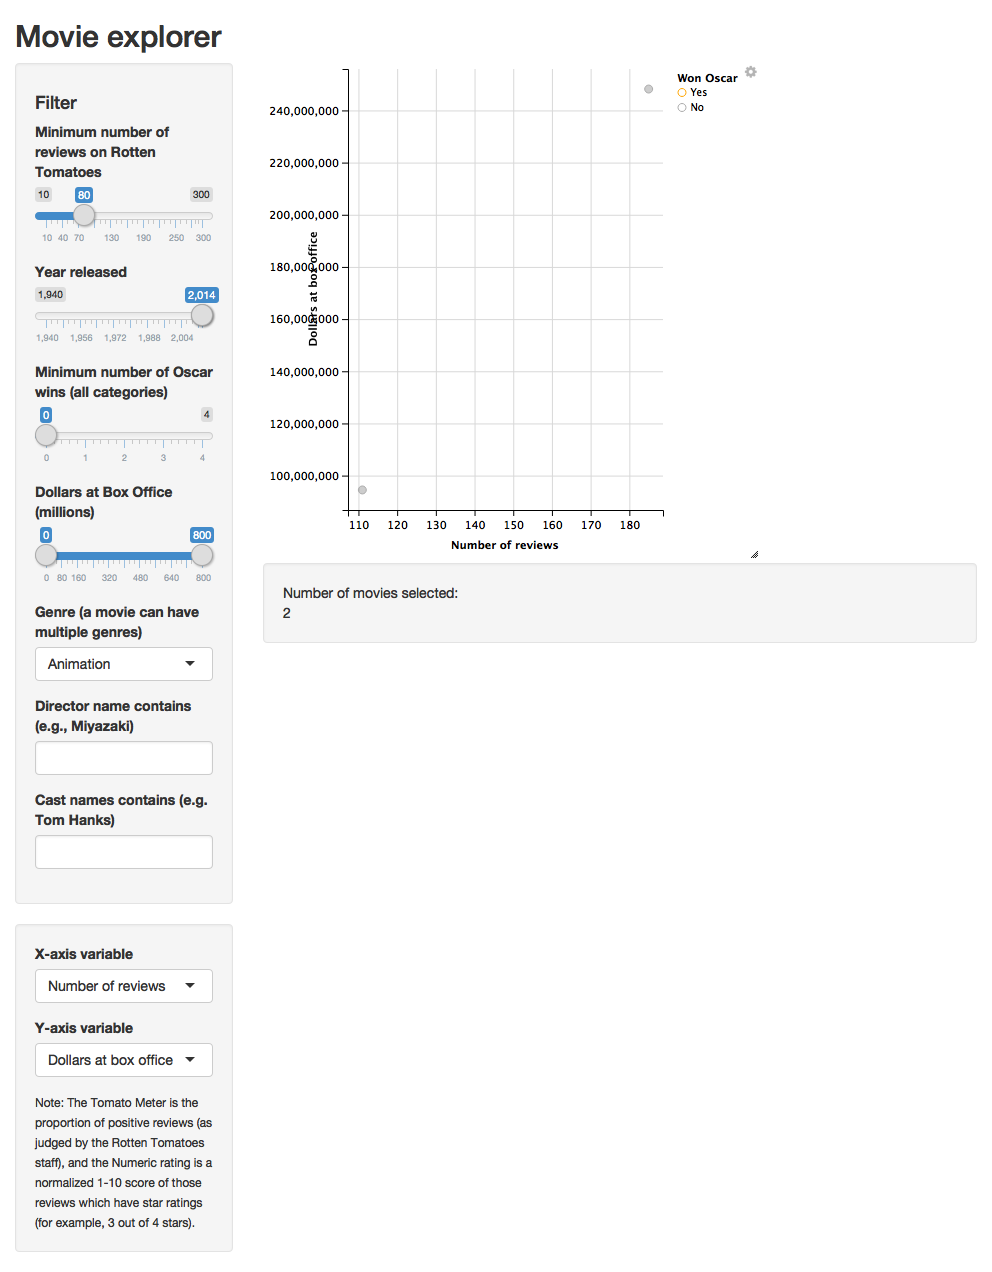 Movie explorer
Filter
Minimum number of
reviews on Rotten
Tomatoes
10 80 300
10 40 70 130 190 250 300
Year released
1,940 2,014
1,940 1,956 1,972 1,988 2,004
Minimum number of Oscar
wins (all categories)
0 4
0 1 2 3 4
Dollars at Box Office
(millions)
0 800
0 80 160 320 480 640 800
Genre (a movie can have
multiple genres)
Animation
Director name contains
(e.g., Miyazaki)
Cast names contains (e.g.
Tom Hanks)
X-axis variable
Number of reviews
Y-axis variable
Dollars at box office
Note: The Tomato Meter is the
proportion of positive reviews (as
judged by the Rotten Tomatoes
staff), and the Numeric rating is a
normalized 1-10 score of those
reviews which have star ratings
(for example, 3 out of 4 stars).
240,000,000
220,000,000
200,000,000
180,000,000
160,000,000
140,000,000
120,000,000
100,000,000
Dollars at box office
110 120 130 140 150 160 170 180
Number of reviews
Won Oscar
Yes
No
Number of movies selected:
2